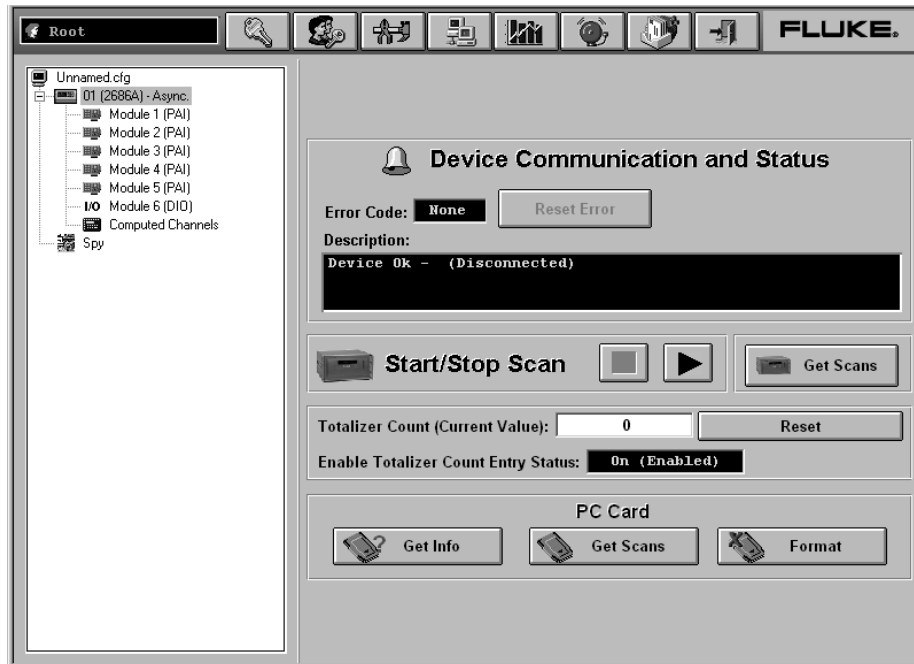 Root
FLUKE®
Unnamed.cfg
01 (2686A) - Async.
Module 1 (PAI)
Module 2 (PAI)
Module 3 (PAI)
Module 4 (PAI)
Module 5 (PAI)
I/O Module 6 (DIO)
Computed Channels
Spy
Device Communication and Status
Error Code: None Reset Error
Description:
Device Ok - (Disconnected)
Start/Stop Scan
Get Scans
Totalizer Count (Current Value): 0 Reset
Enable Totalizer Count Entry Status: On (Enabled)
PC Card
? Get Info
Get Scans
X Format